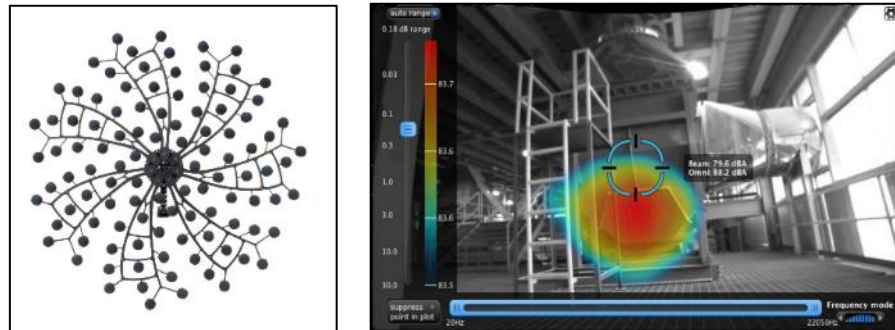 auto range
0.18 dB range
0.03
0.1
0.3
1.0
3.0
10.0
30.0
83.7
83.6
83.6
83.5
Beam: 79.6 dBA
Omni: 88.2 dBA
suppress
point in plot
20Hz
22050Hz
Frequency mode